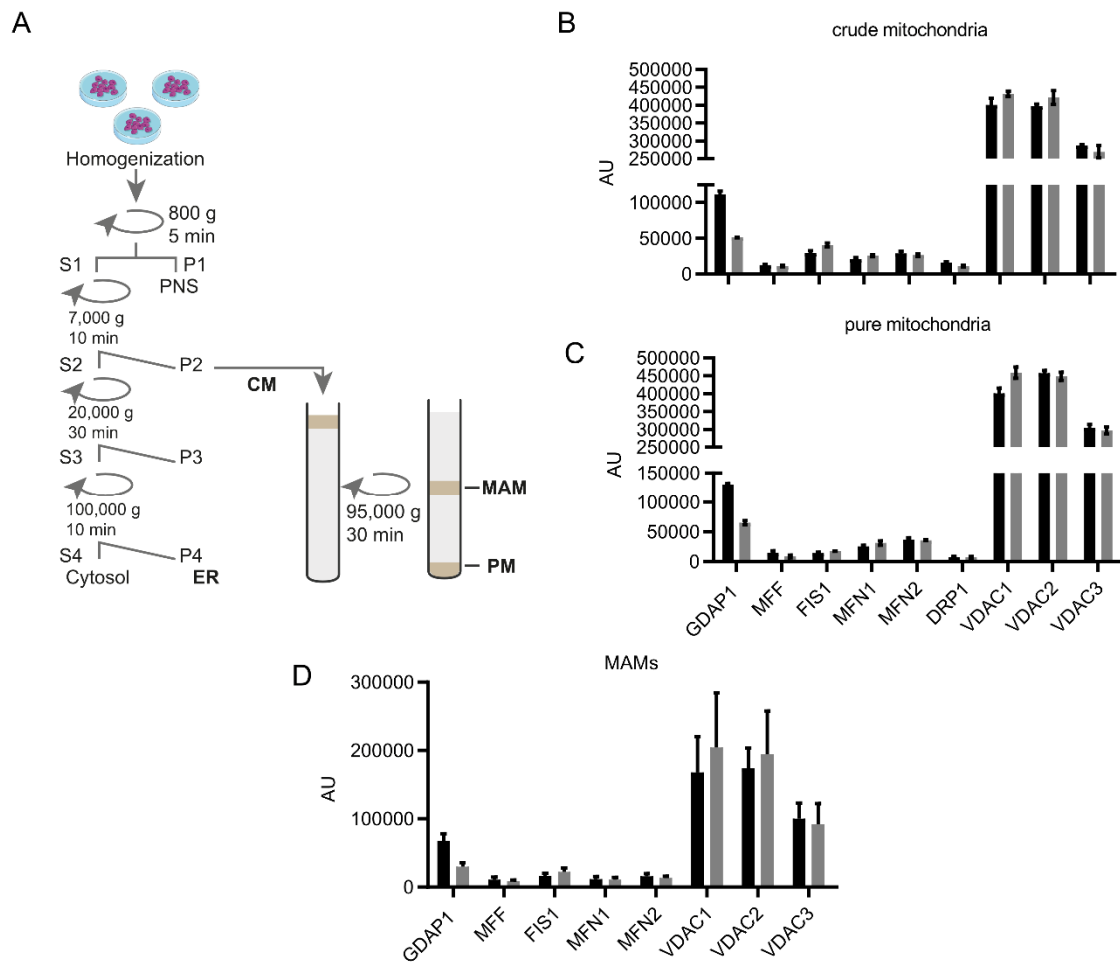 A
Homogenization
800 g
5 min
S1
P1
PNS
7,000 g
10 min
S2
P2
CM
20,000 g
30 min
S3
P3
100,000 g
10 min
S4
P4
Cytosol
ER
95,000 g
30 min
MAM
PM
B
crude mitochondria
AU
500000
450000
400000
350000
300000
250000
100000
50000
0
pure mitochondria
C
AU
500000
450000
400000
350000
300000
250000
150000
100000
50000
0
GDAP1
MFF
FIS1
MFN1
MFN2
DRP1
VDAC1
VDAC2
VDAC3
MAMs
D
AU
300000
200000
100000
0
GDAP1
MFF
FIS1
MFN1
MFN2
VDAC1
VDAC2
VDAC3